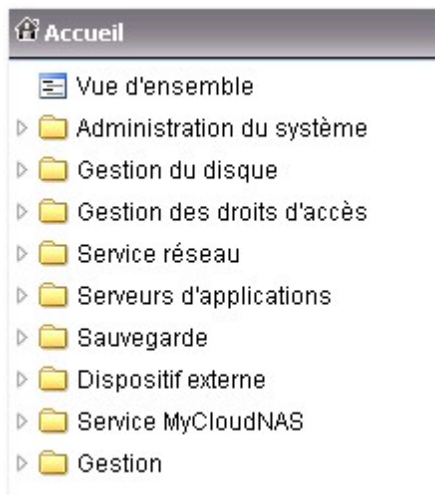 Accueil
Vue d'ensemble
Administration du système
Gestion du disque
Gestion des droits d'accès
Service réseau
Serveurs d'applications
Sauvegarde
Dispositif externe
Service MyCloudNAS
Gestion